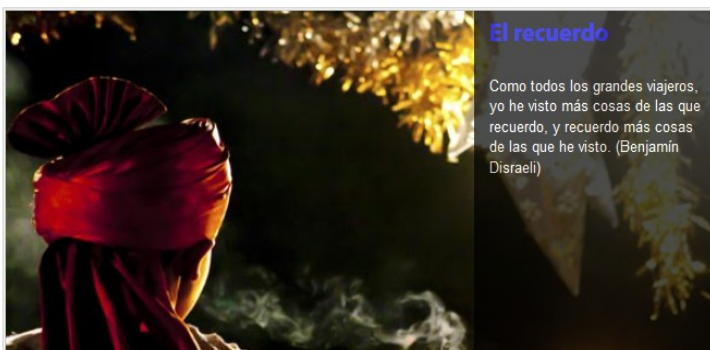 El recuerdo
Como todos los grandes viajeros,
yo he visto más cosas de las que
recuerdo, y recuerdo más cosas
de las que he visto. (Benjamín
Disraeli)